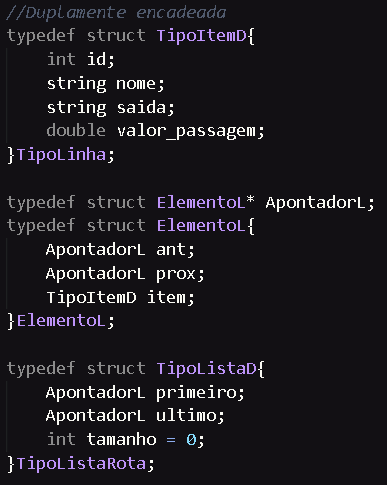 //Duplamente encadeada
typedef struct TipoItemD{
int id;
string nome;
string saida;
double valor_passagem;
}TipoLinha;
typedef struct ElementoL* ApontadorL;
typedef struct ElementoL{
ApontadorL ant;
ApontadorL prox;
TipoItemD item;
}ElementoL;
typedef struct TipoListaD{
ApontadorL primeiro;
ApontadorL ultimo;
int tamanho = 0;
}TipoListaRota;